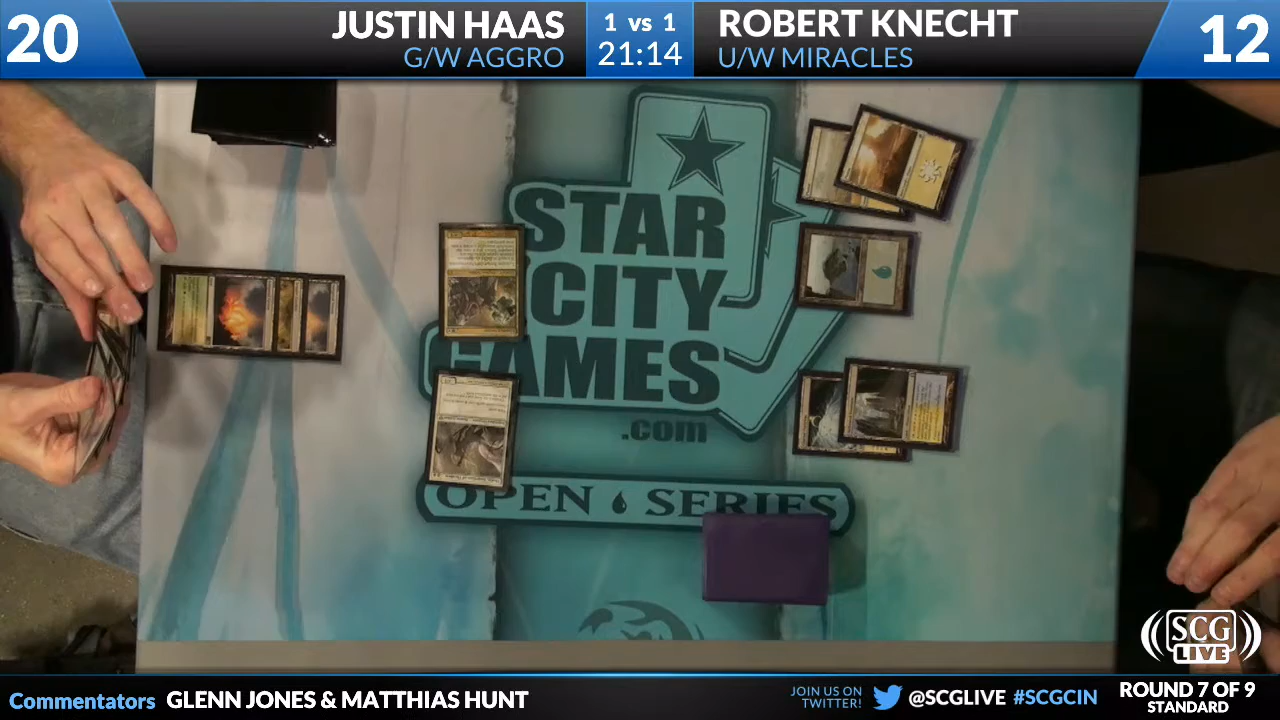 20
JUSTIN HAAS
G/W AGGRO
1 vs 1
21:14
ROBERT KNECHT
U/W MIRACLES
12
STAR
CITY
GAMES
.com
OPEN SERIES
SCG
LIVE
Commentators GLENN JONES & MATTHIAS HUNT
JOIN US ON
TWITTER!
@SCGLIVE #SCGCIN
ROUND 7 OF 9
STANDARD